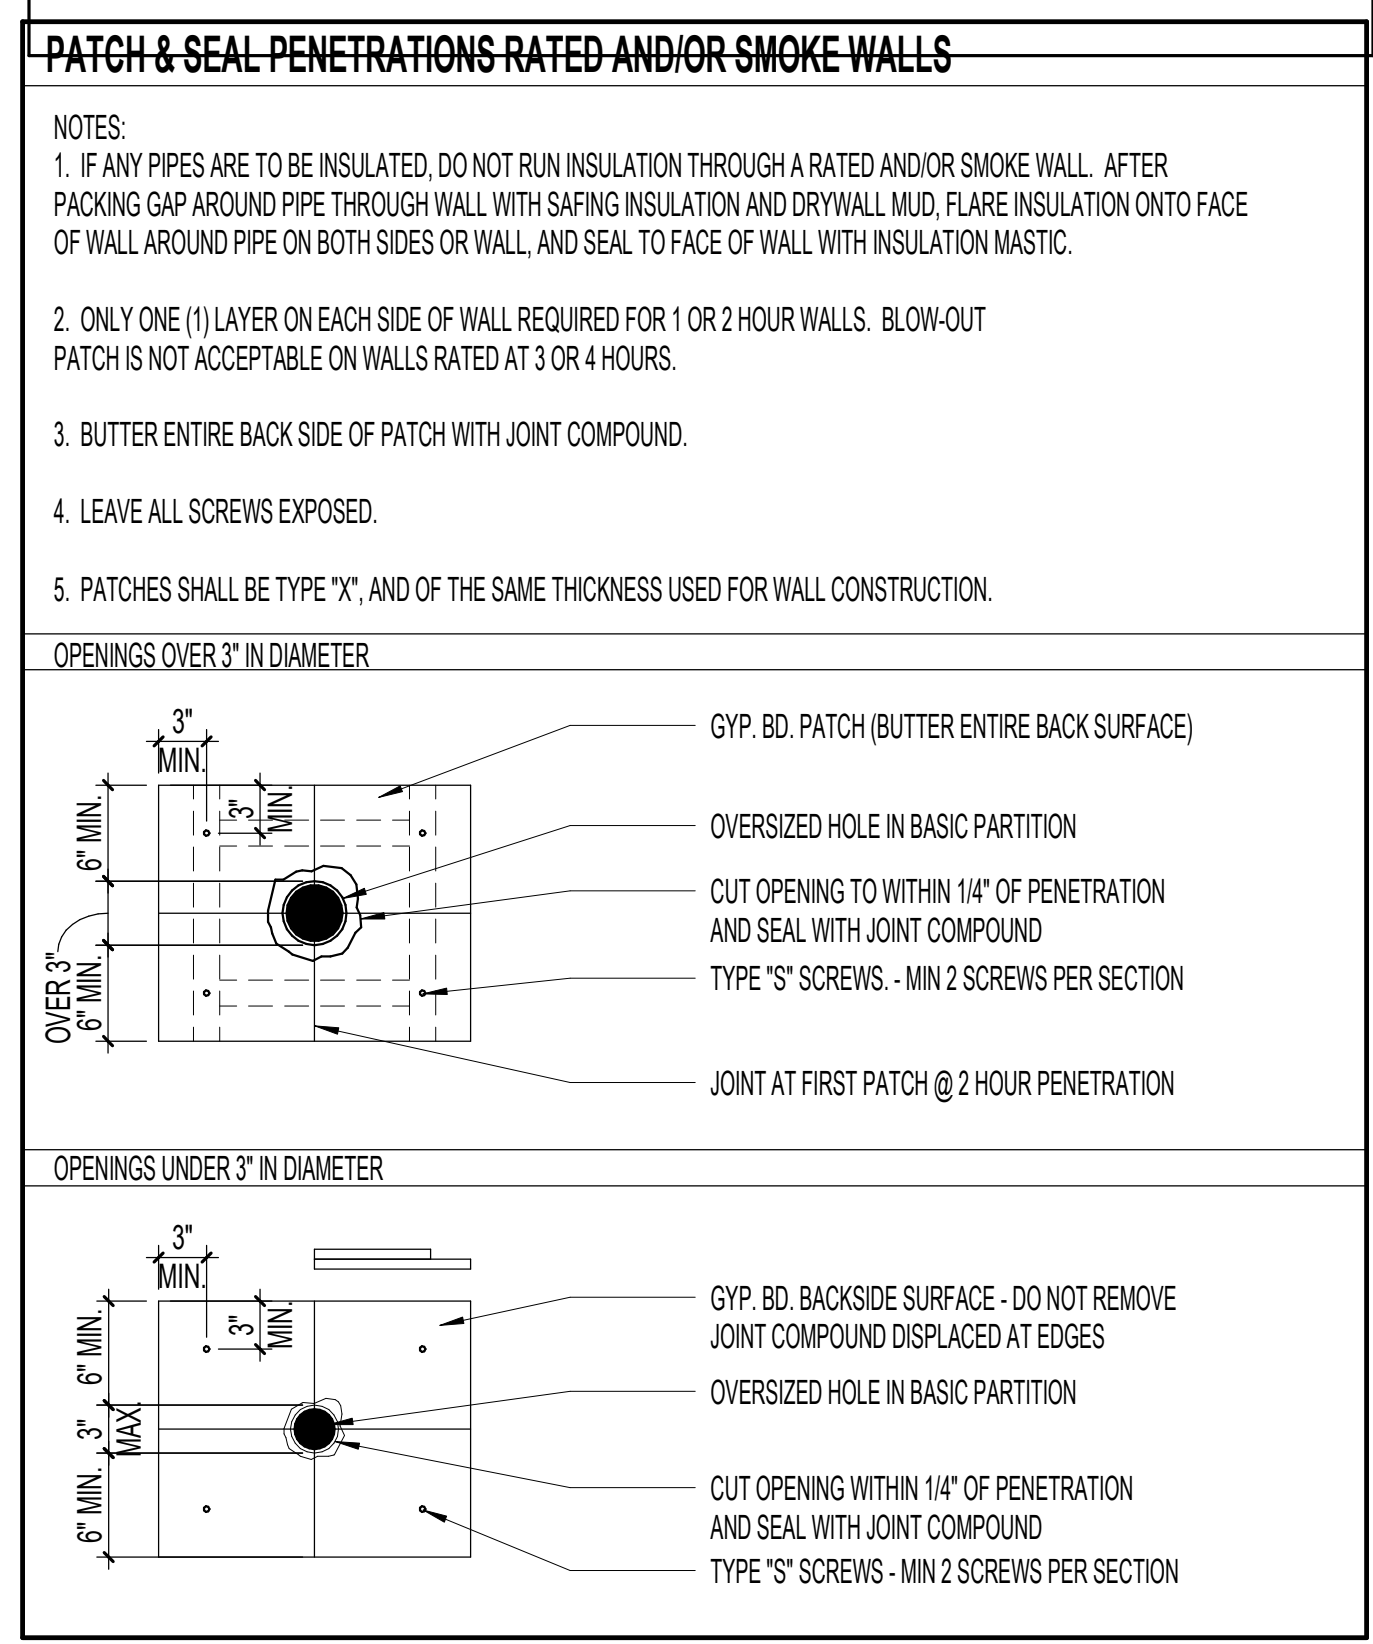 PATCH & SEAL PENETRATIONS RATED AND/OR SMOKE WALLS
NOTES:
1. IF ANY PIPES ARE TO BE INSULATED, DO NOT RUN INSULATION THROUGH A RATED AND/OR SMOKE WALL. AFTER
PACKING GAP AROUND PIPE THROUGH WALL WITH SAFING INSULATION AND DRYWALL MUD, FLARE INSULATION ONTO FACE
OF WALL AROUND PIPE ON BOTH SIDES OR WALL, AND SEAL TO FACE OF WALL WITH INSULATION MASTIC.
2. ONLY ONE (1) LAYER ON EACH SIDE OF WALL REQUIRED FOR 1 OR 2 HOUR WALLS. BLOW-OUT
PATCH IS NOT ACCEPTABLE ON WALLS RATED AT 3 OR 4 HOURS.
3. BUTTER ENTIRE BACK SIDE OF PATCH WITH JOINT COMPOUND.
4. LEAVE ALL SCREWS EXPOSED.
5. PATCHES SHALL BE TYPE "X", AND OF THE SAME THICKNESS USED FOR WALL CONSTRUCTION.
OPENINGS OVER 3" IN DIAMETER
3"
MIN.
3"
MIN.
6" MIN.
OVER 3"
6" MIN.
GYP. BD. PATCH (BUTTER ENTIRE BACK SURFACE)
OVERSIZED HOLE IN BASIC PARTITION
CUT OPENING TO WITHIN 1/4" OF PENETRATION
AND SEAL WITH JOINT COMPOUND
TYPE "S" SCREWS. - MIN 2 SCREWS PER SECTION
JOINT AT FIRST PATCH @ 2 HOUR PENETRATION
OPENINGS UNDER 3" IN DIAMETER
3"
MIN.
3"
MIN.
6" MIN.
3"
MAX.
6" MIN.
GYP. BD. BACKSIDE SURFACE - DO NOT REMOVE
JOINT COMPOUND DISPLACED AT EDGES
OVERSIZED HOLE IN BASIC PARTITION
CUT OPENING WITHIN 1/4" OF PENETRATION
AND SEAL WITH JOINT COMPOUND
TYPE "S" SCREWS - MIN 2 SCREWS PER SECTION